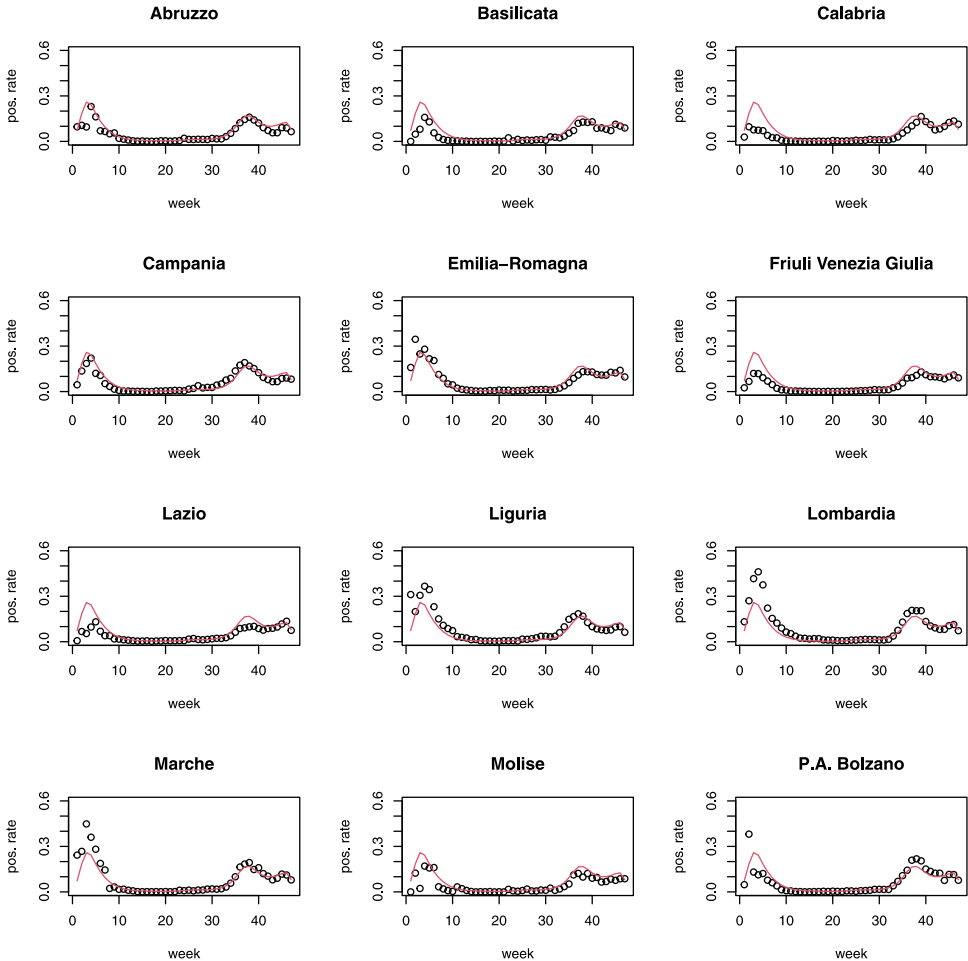 Abruzzo Basilicata Calabria
pos. rate 0.0 0.3 0.6 pos. rate 0.0 0.3 0.6 pos. rate 0.0 0.3 0.6
0 10 20 30 40 0 10 20 30 40 0 10 20 30 40
week week week
Campania Emilia−Romagna Friuli Venezia Giulia
pos. rate 0.0 0.3 0.6 pos. rate 0.0 0.3 0.6 pos. rate 0.0 0.3 0.6
0 10 20 30 40 0 10 20 30 40 0 10 20 30 40
week week week
Lazio Liguria Lombardia
pos. rate 0.0 0.3 0.6 pos. rate 0.0 0.3 0.6 pos. rate 0.0 0.3 0.6
0 10 20 30 40 0 10 20 30 40 0 10 20 30 40
week week week
Marche Molise P.A. Bolzano
pos. rate 0.0 0.3 0.6 pos. rate 0.0 0.3 0.6 pos. rate 0.0 0.3 0.6
0 10 20 30 40 0 10 20 30 40 0 10 20 30 40
week week week